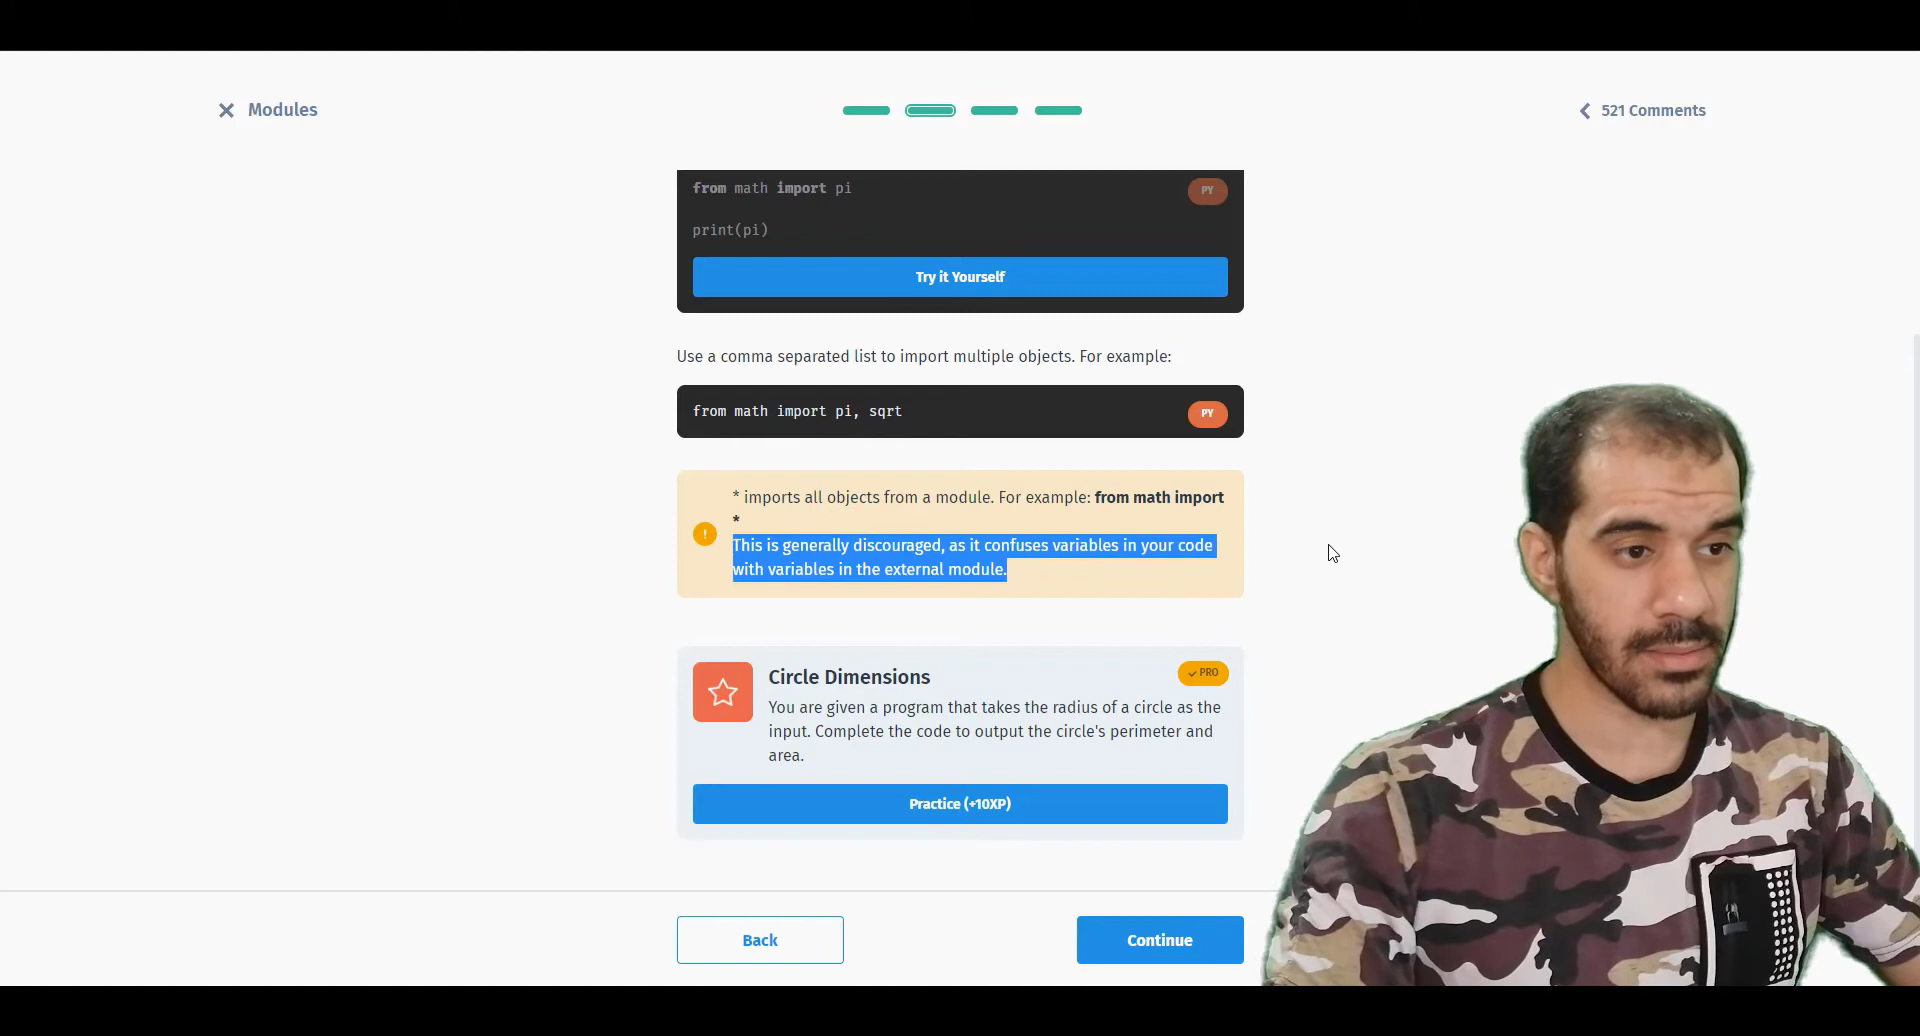 Modules
521 Comments
from math import pi
PY
print(pi)
Try it Yourself
Use a comma separated list to import multiple objects. For example:
from math import pi, sqrt
PY
* imports all objects from a module. For example: from math import
*
This is generally discouraged, as it confuses variables in your code
with variables in the external module.
!
Circle Dimensions
PRO
You are given a program that takes the radius of a circle as the
input. Complete the code to output the circle's perimeter and
area.
Practice (+10XP)
Back
Continue